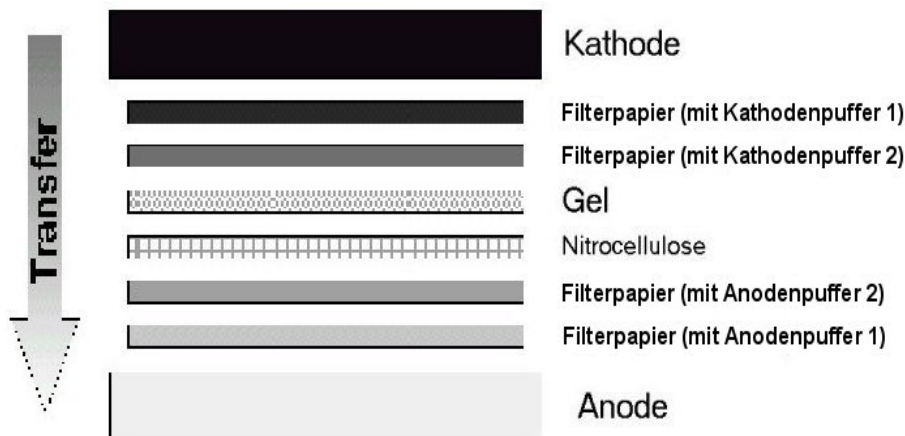 Transfer
Kathode
Filterpapier (mit Kathodenpuffer 1)
Filterpapier (mit Kathodenpuffer 2)
Gel
Nitrocellulose
Filterpapier (mit Anodenpuffer 2)
Filterpapier (mit Anodenpuffer 1)
Anode